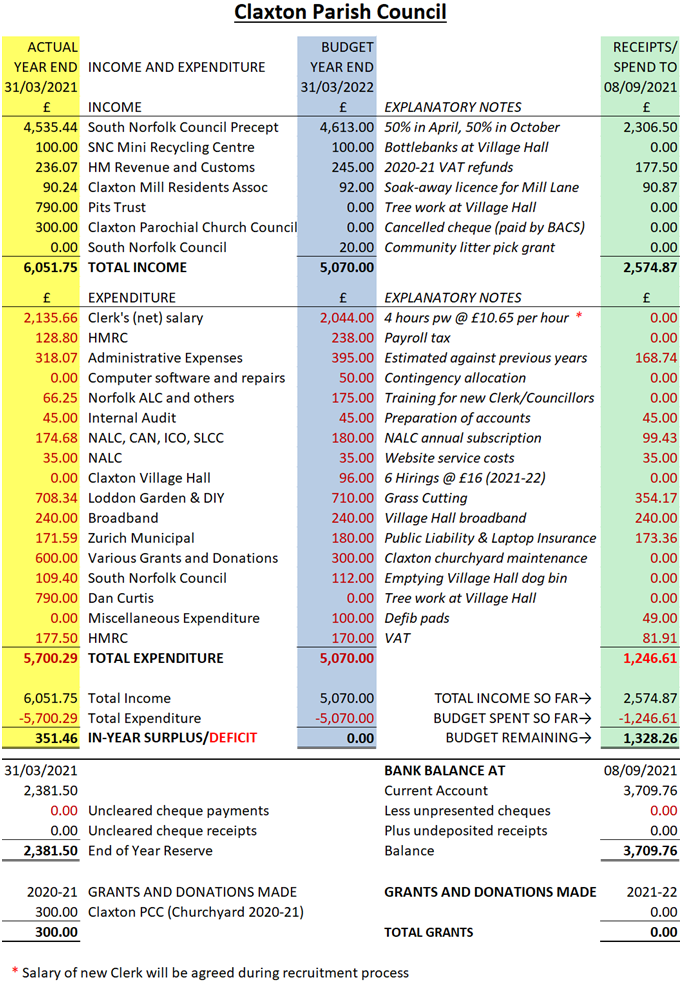 Claxton Parish Council
ACTUAL BUDGET RECEIPTS/
YEAR END INCOME AND EXPENDITURE YEAR END SPEND TO
31/03/2021 31/03/2022 08/09/2021
£ INCOME £ EXPLANATORY NOTES £
4,535.44 South Norfolk Council Precept 4,613.00 50% in April, 50% in October 2,306.50
100.00 SNC Mini Recycling Centre 100.00 Bottlebanks at Village Hall 0.00
236.07 HM Revenue and Customs 245.00 2020-21 VAT refunds 177.50
90.24 Claxton Mill Residents Assoc 92.00 Soak-away licence for Mill Lane 90.87
790.00 Pits Trust 0.00 Tree work at Village Hall 0.00
300.00 Claxton Parochial Church Council 0.00 Cancelled cheque (paid by BACS) 0.00
0.00 South Norfolk Council 20.00 Community litter pick grant 0.00
6,051.75 TOTAL INCOME 5,070.00 2,574.87
£ EXPENDITURE £ EXPLANATORY NOTES £
2,135.66 Clerk's (net) salary 2,044.00 4 hours pw @ £10.65 per hour * 0.00
128.80 HMRC 238.00 Payroll tax 0.00
318.07 Administrative Expenses 395.00 Estimated against previous years 168.74
0.00 Computer software and repairs 50.00 Contingency allocation 0.00
66.25 Norfolk ALC and others 175.00 Training for new Clerk/Councillors 0.00
45.00 Internal Audit 45.00 Preparation of accounts 45.00
174.68 NALC, CAN, ICO, SLCC 180.00 NALC annual subscription 99.43
35.00 NALC 35.00 Website service costs 35.00
0.00 Claxton Village Hall 96.00 6 Hirings @ £16 (2021-22) 0.00
708.34 Loddon Garden & DIY 710.00 Grass Cutting 354.17
240.00 Broadband 240.00 Village Hall broadband 240.00
171.59 Zurich Municipal 180.00 Public Liability & Laptop Insurance 173.36
600.00 Various Grants and Donations 300.00 Claxton churchyard maintenance 0.00
109.40 South Norfolk Council 112.00 Emptying Village Hall dog bin 0.00
790.00 Dan Curtis 0.00 Tree work at Village Hall 0.00
0.00 Miscellaneous Expenditure 100.00 Defib pads 49.00
177.50 HMRC 170.00 VAT 81.91
5,700.29 TOTAL EXPENDITURE 5,070.00 1,246.61
6,051.75 Total Income 5,070.00 TOTAL INCOME SO FAR→ 2,574.87
-5,700.29 Total Expenditure -5,070.00 BUDGET SPENT SO FAR→ -1,246.61
351.46 IN-YEAR SURPLUS/DEFICIT 0.00 BUDGET REMAINING→ 1,328.26
31/03/2021 BANK BALANCE AT 08/09/2021
2,381.50 Current Account 3,709.76
0.00 Uncleared cheque payments Less unpresented cheques 0.00
0.00 Uncleared cheque receipts Plus undeposited receipts 0.00
2,381.50 End of Year Reserve Balance 3,709.76
2020-21 GRANTS AND DONATIONS MADE GRANTS AND DONATIONS MADE 2021-22
300.00 Claxton PCC (Churchyard 2020-21) 0.00
300.00 TOTAL GRANTS 0.00
* Salary of new Clerk will be agreed during recruitment process